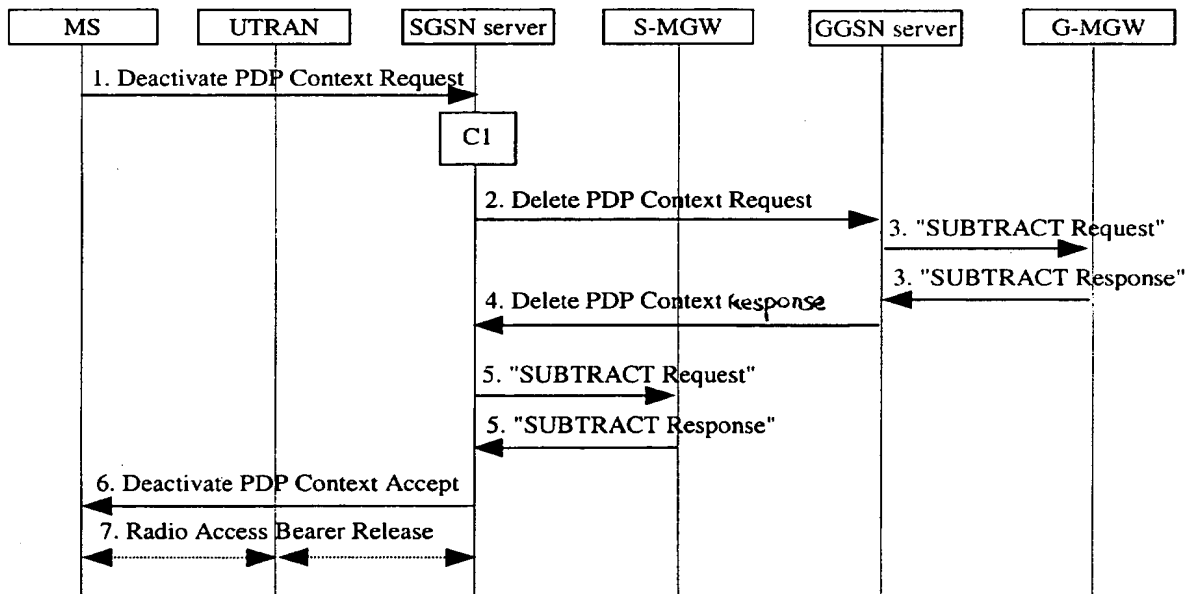 MS UTRAN SGSN server S-MGW GGSN server G-MGW
1. Deactivate PDP Context Request
C1
2. Delete PDP Context Request
3. "SUBTRACT Request"
3. "SUBTRACT Response"
4. Delete PDP Context Response
5. "SUBTRACT Request"
5. "SUBTRACT Response"
6. Deactivate PDP Context Accept
7. Radio Access Bearer Release